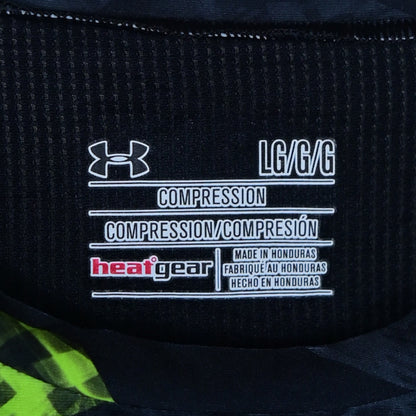 LG/G/G
COMPRESSION
COMPRESSION/COMPRESIÓN
heatgear
MADE IN HONDURAS
FABRIQUÉ AU HONDURAS
HECHO EN HONDURAS